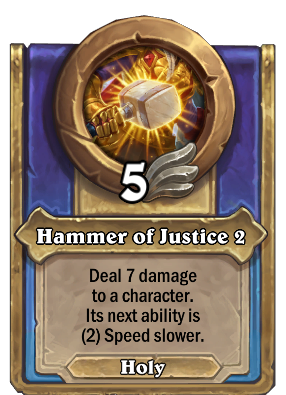 5
Hammer of Justice 2
Deal 7 damage
to a character.
Its next ability is
(2) Speed slower.
Holy